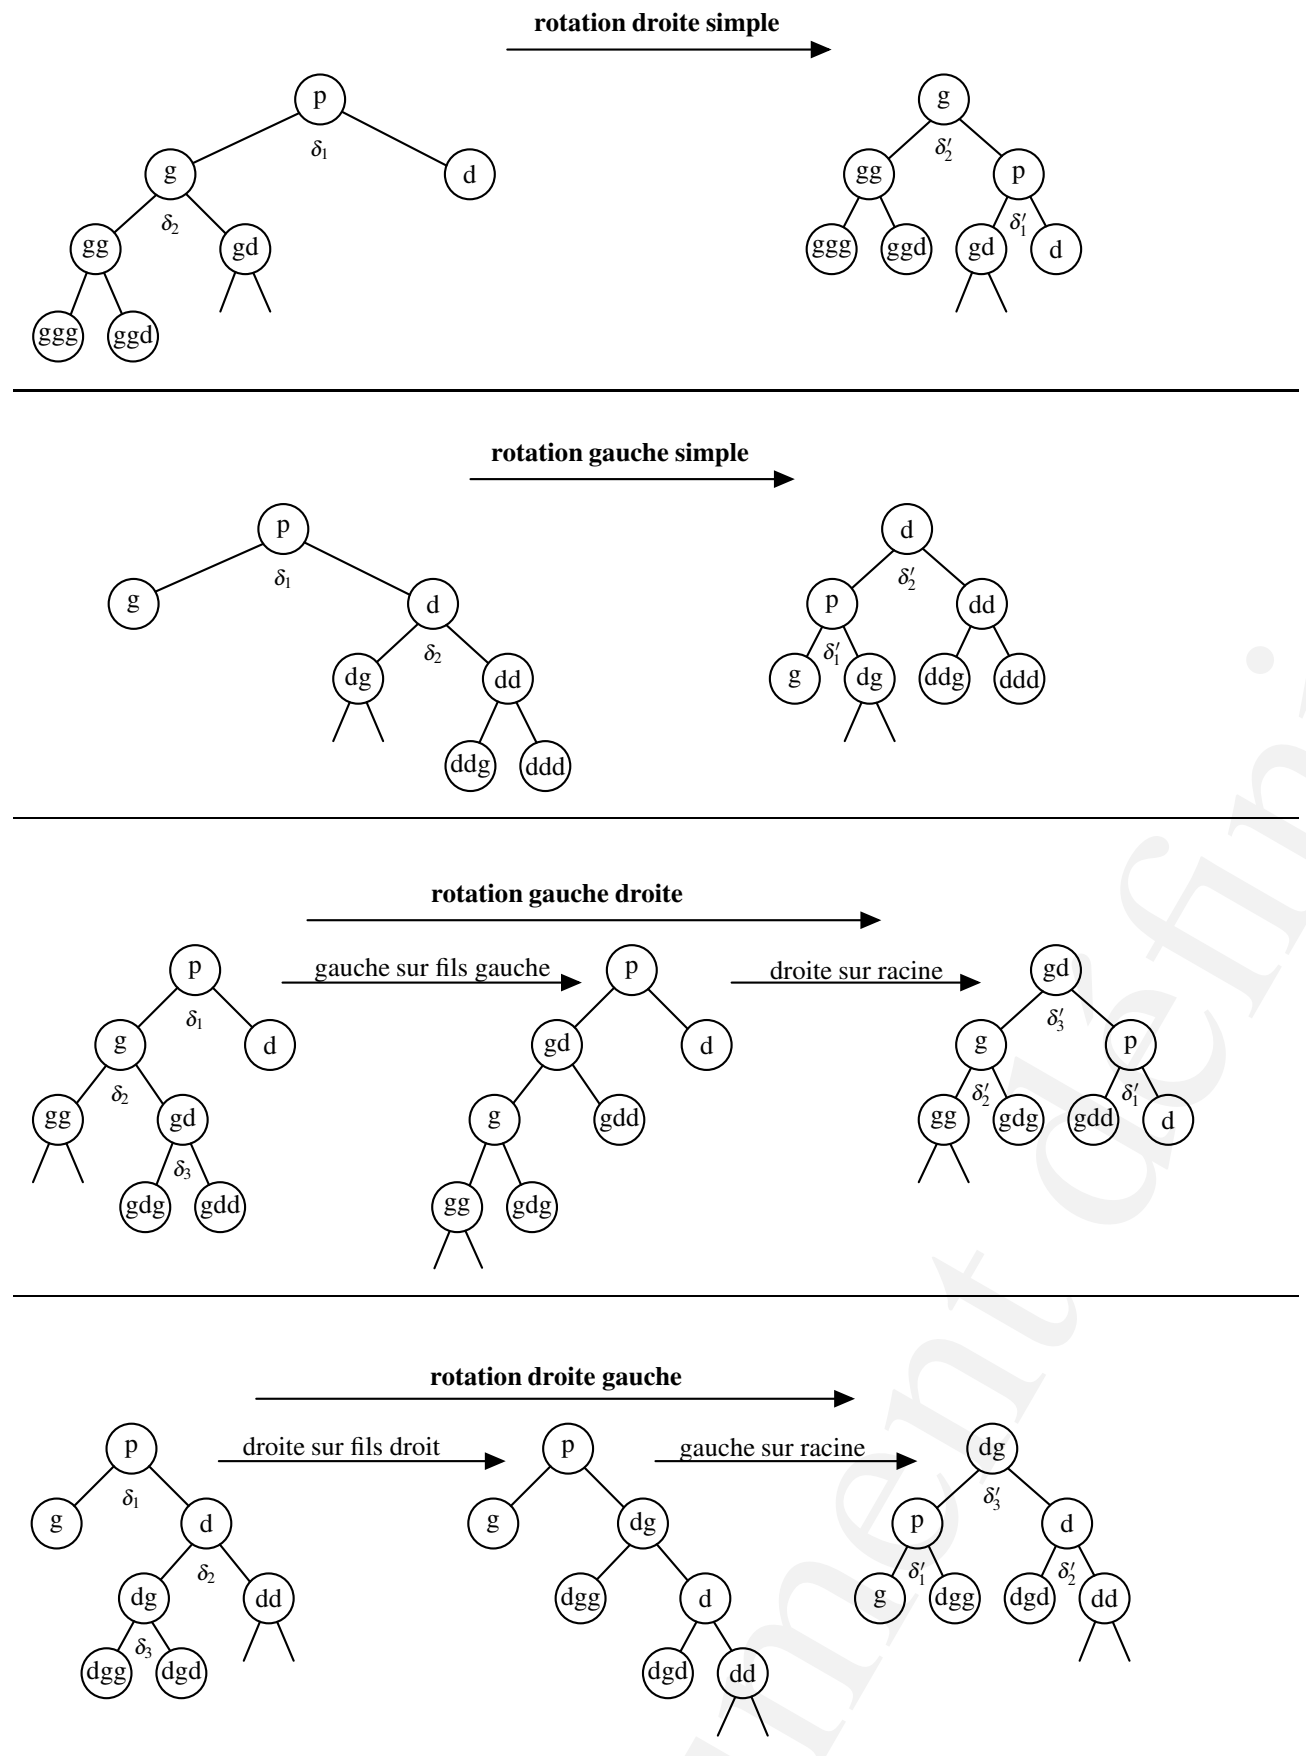 rotation droite simple
p g
δ₁ δ′₂
g d gg p
δ₂ δ′₁
gg gd ggg ggd gd d
ggg ggd
rotation gauche simple
p d
δ₁ δ′₂
g d p dd
δ₂ δ′₁
dg dd g dg ddg ddd
ddg ddd
rotation gauche droite
p gauche sur fils gauche p droite sur racine gd
δ₁ δ′₃
g d gd d g p
δ₂ δ′₂ δ′₁
gg gd g gdd gg gdg gdd d
δ₃
gdg gdd gg gdg
rotation droite gauche
p droite sur fils droit p gauche sur racine dg
δ₁ δ′₃
g d g dg p d
δ₂ δ′₁ δ′₂
dg dd dgg d g dgg dgd dd
δ₃
dgg dgd dgd dd
ment défini